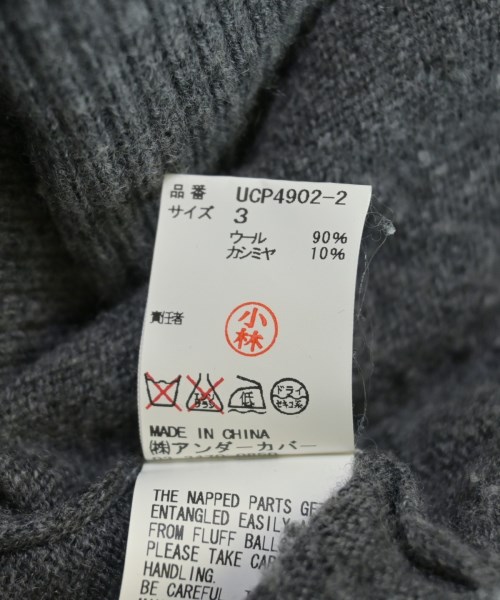 品番 UCP4902-2
サイズ 3
ウール 90%
カシミヤ 10%
責任者
小林
低
ドライ
セキユ系
MADE IN CHINA
㈱アンダーカバー
THE NAPPED PARTS GE
ENTANGLED EASILY
FROM FLUFF BALL
PLEASE TAKE CAR
HANDLING.
BE CAREFUL